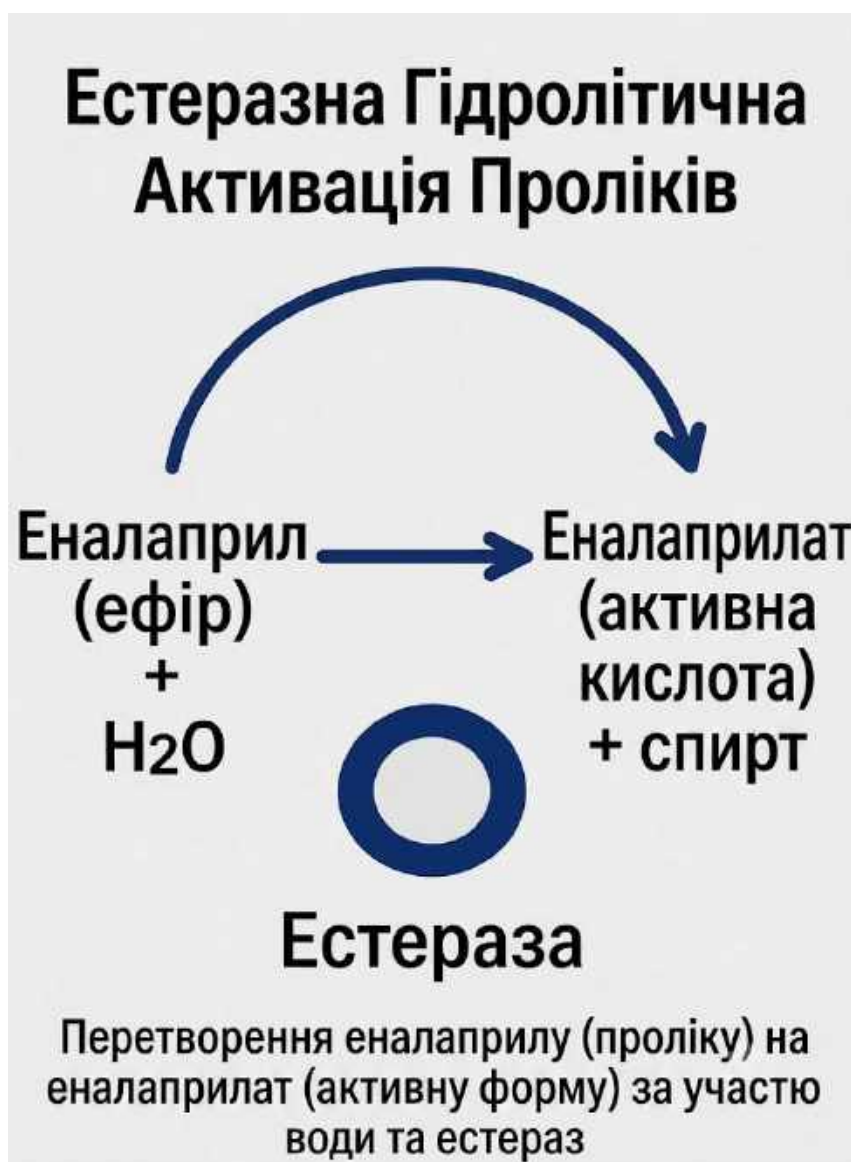 Естеразна Гідролітична
Активація Проліків
Еналаприл
(ефір)
+
H2O
Еналаприлат
(активна
кислота)
+ спирт
Естераза
Перетворення еналаприлу (проліку) на
еналаприлат (активну форму) за участю
води та естераз